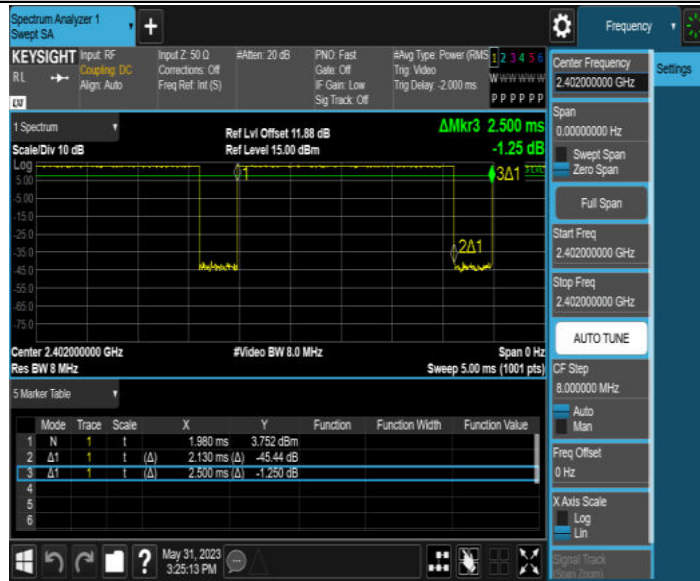 Spectrum Analyzer 1
Swept SA
+
Frequency
KEYSIGHT
RL
LXI
Input: RF
Coupling: DC
Align: Auto
Input Z: 50 Ω
Corrections: Off
Freq Ref: Int (S)
#Atten: 20 dB
PNO: Fast
Gate: Off
IF Gain: Low
Sig Track: Off
#Avg Type: Power (RMS
Trig: Video
Trig Delay: -2.000 ms
1 2 3 4 5 6
W W W W W W
P P P P P P
1 Spectrum
Scale/Div 10 dB
Ref Lvl Offset 11.88 dB
Ref Level 15.00 dBm
ΔMkr3 2.500 ms
-1.25 dB
Log
5.00
-5.00
-15.0
-25.0
-35.0
-45.0
-55.0
-65.0
-75.0
1
3Δ1
2Δ1
Center 2.402000000 GHz
Res BW 8 MHz
#Video BW 8.0 MHz
Span 0 Hz
Sweep 5.00 ms (1001 pts)
5 Marker Table
Mode Trace Scale X Y Function Function Width Function Value
1 N 1 t 1.980 ms 3.752 dBm
2 Δ1 1 t (Δ) 2.130 ms (Δ) -45.44 dB
3 Δ1 1 t (Δ) 2.500 ms (Δ) -1.250 dB
4
5
6
?
May 31, 2023
3:25:13 PM
Center Frequency
2.402000000 GHz
Span
0.00000000 Hz
Swept Span
Zero Span
Full Span
Start Freq
2.402000000 GHz
Stop Freq
2.402000000 GHz
AUTO TUNE
CF Step
8.000000 MHz
Auto
Man
Freq Offset
0 Hz
X Axis Scale
Log
Lin
Signal Track
(Span Zoom)
Settings